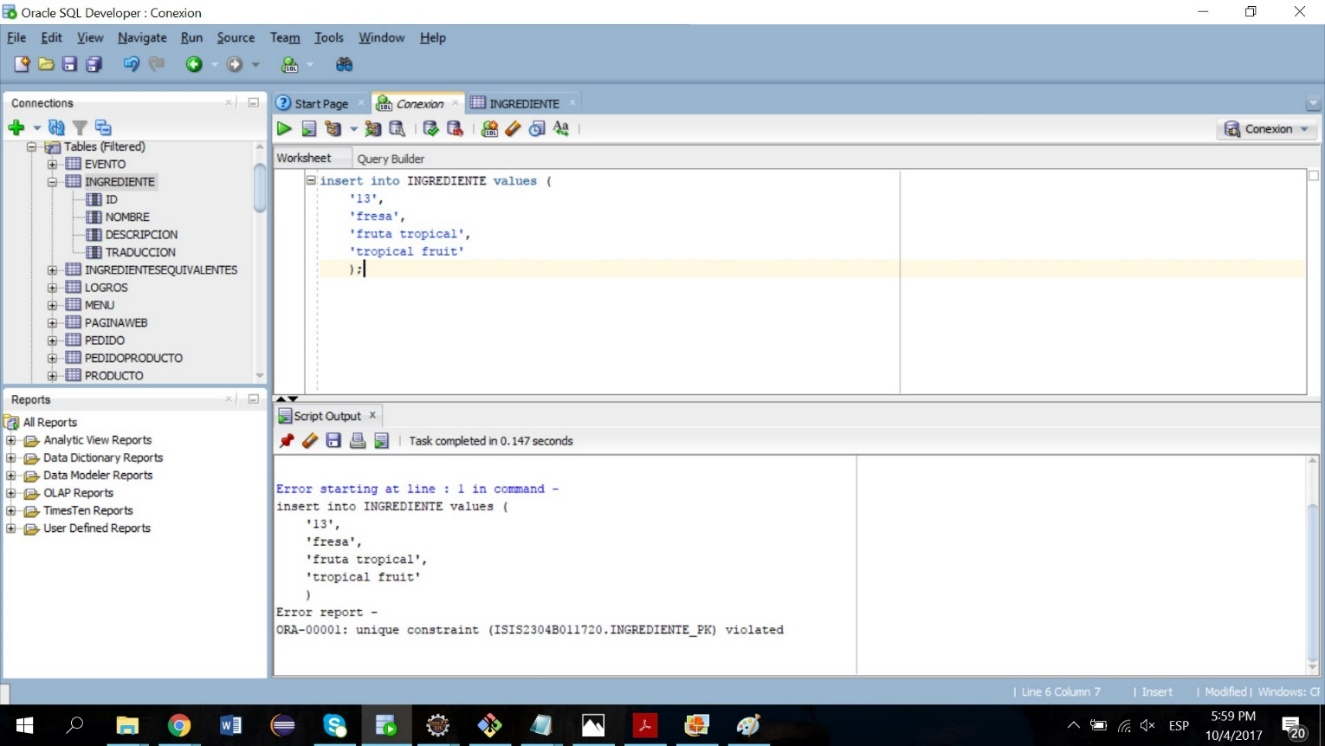 Oracle SQL Developer : Conexion
File Edit View Navigate Run Source Team Tools Window Help
Connections
Start Page
Conexion
INGREDIENTE
Conexion
Tables (Filtered)
EVENTO
INGREDIENTE
ID
NOMBRE
DESCRIPCION
TRADUCCION
INGREDIENTESEQUIVALENTES
LOGROS
MENU
PAGINAWEB
PEDIDO
PEDIDOPRODUCTO
PRODUCTO
Worksheet Query Builder
insert into INGREDIENTE values (
'13',
'fresa',
'fruta tropical',
'tropical fruit'
);
Reports
All Reports
Analytic View Reports
Data Dictionary Reports
Data Modeler Reports
OLAP Reports
TimesTen Reports
User Defined Reports
Script Output
Task completed in 0.147 seconds
Error starting at line : 1 in command -
insert into INGREDIENTE values (
'13',
'fresa',
'fruta tropical',
'tropical fruit'
)
Error report -
ORA-00001: unique constraint (ISIS2304B011720.INGREDIENTE_PK) violated
| Line 6 Column 7 | Insert | Modified | Windows: CF
ESP
5:59 PM
10/4/2017
20